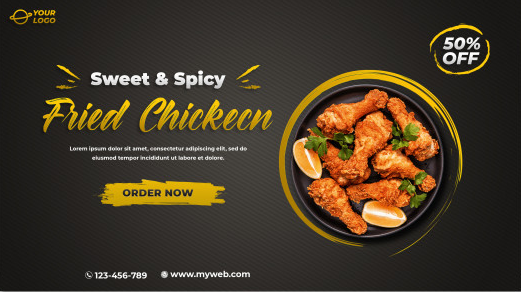 YOUR
LOGO
50%
OFF
Sweet & Spicy
Fried Chickecn
Lorem ipsum dolor sit amet, consectetur adipiscing elit, sed do
eiusmod tempor incididunt ut labore et dolore.
ORDER NOW
123-456-789
www.myweb.com